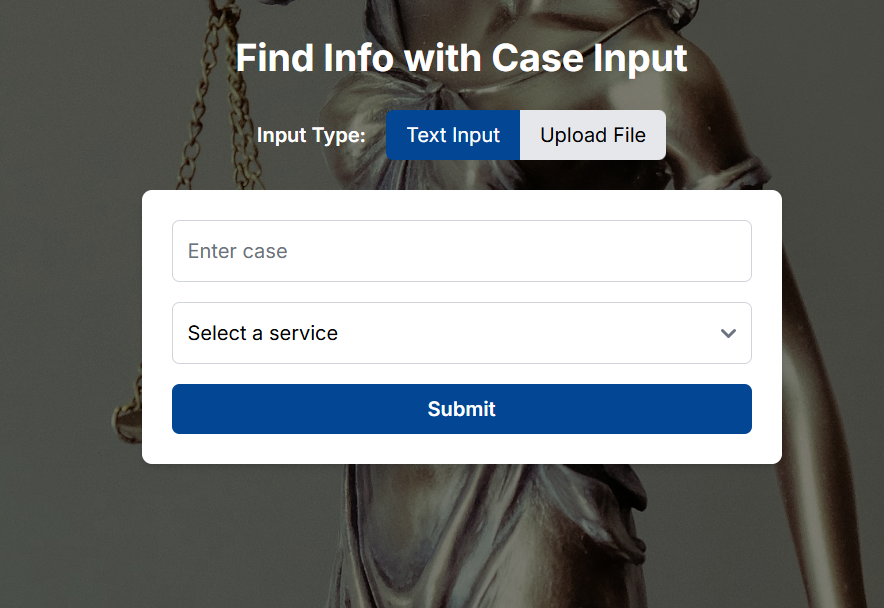 Find Info with Case Input
Input Type: Text Input Upload File
Enter case
Select a service
Submit